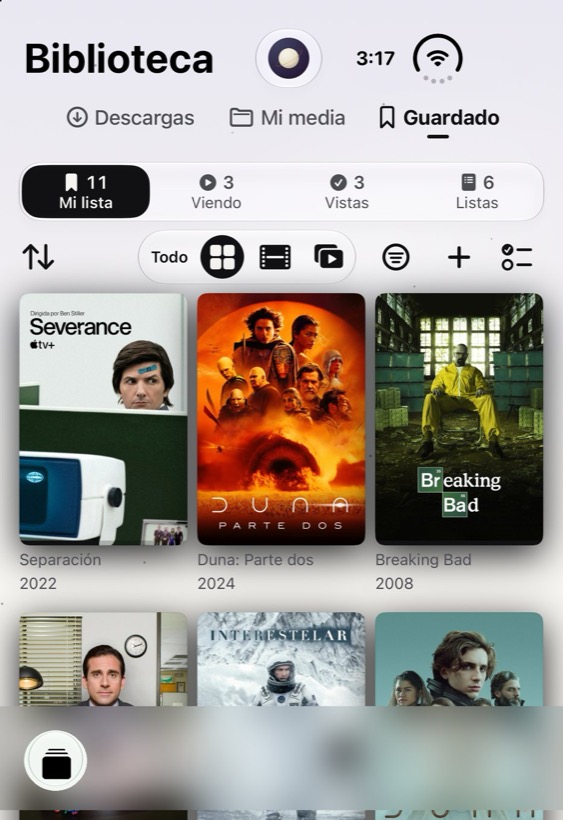 Biblioteca
3:17
Descargas
Mi media
Guardado
11
Mi lista
3
Viendo
3
Vistas
6
Listas
Todo
Dirigida por Ben Stiller
Severance
tv+
DUNA
PARTE DOS
Breaking
Bad
Separación
2022
Duna: Parte dos
2024
Breaking Bad
2008
INTERESTELAR